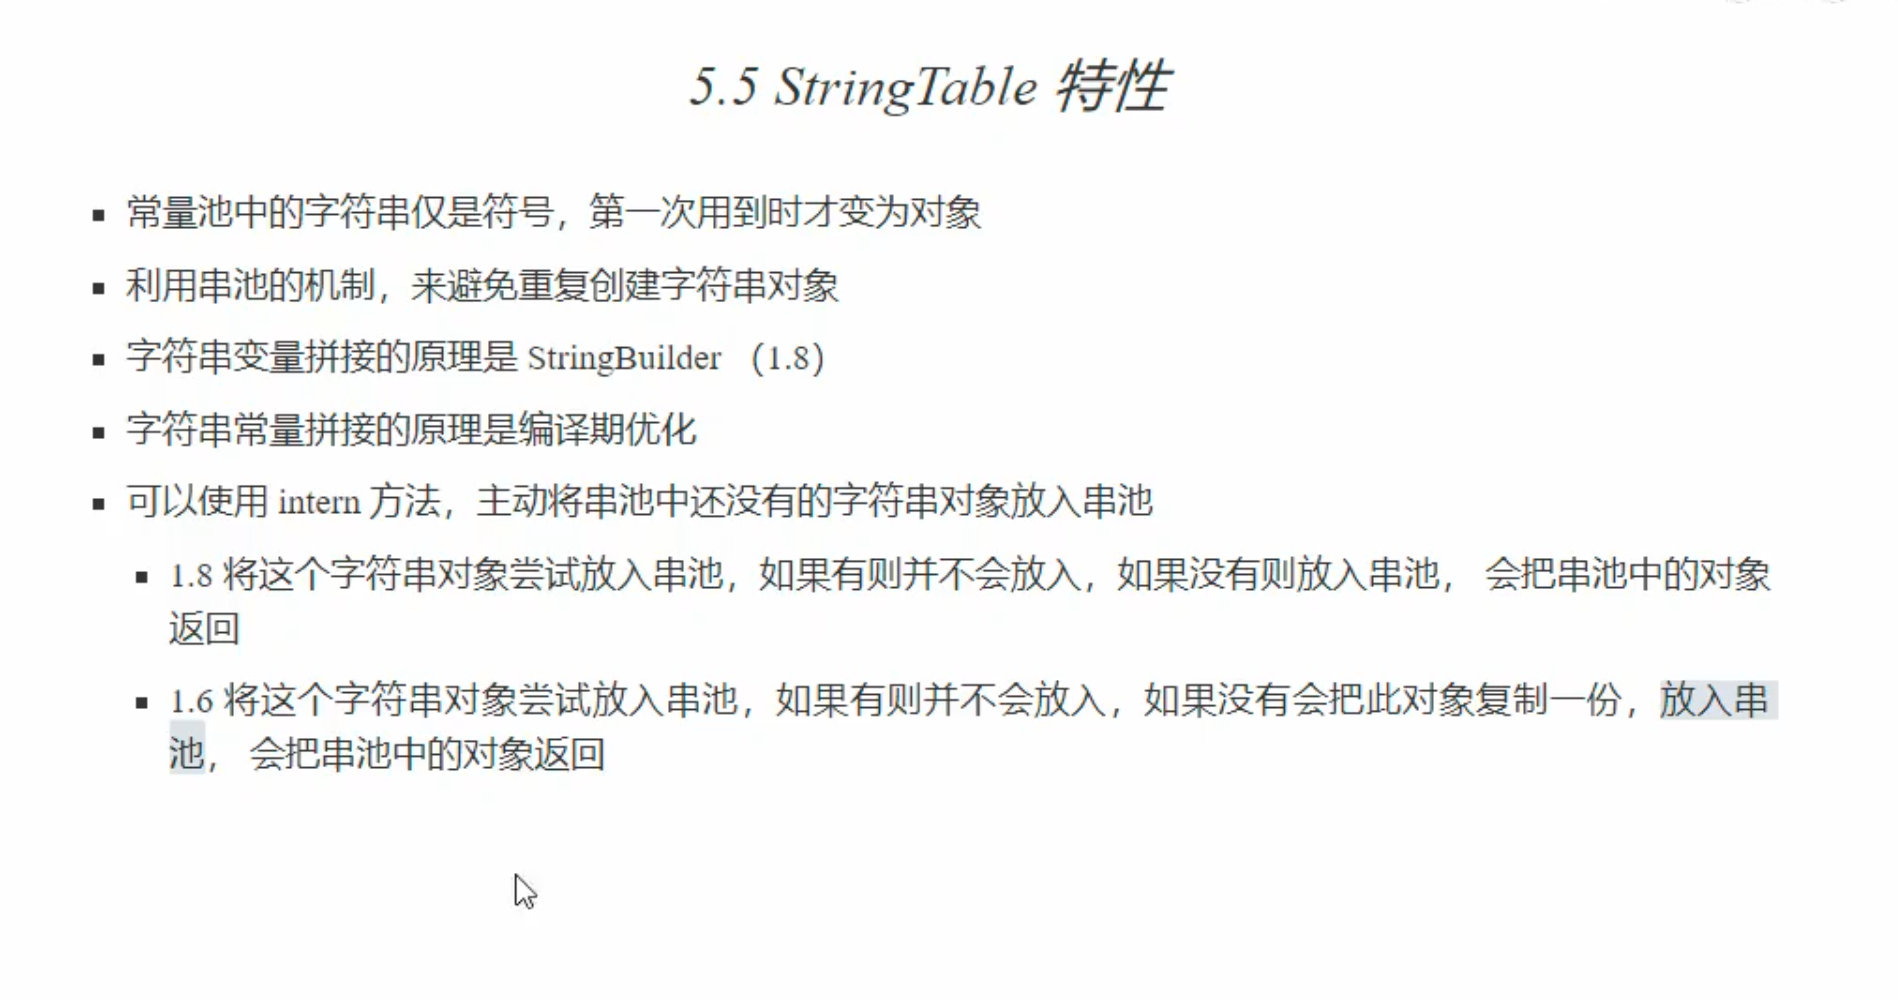 5.5 StringTable 特性
常量池中的字符串仅是符号，第一次用到时才变为对象
利用串池的机制，来避免重复创建字符串对象
字符串变量拼接的原理是 StringBuilder （1.8）
字符串常量拼接的原理是编译期优化
可以使用 intern 方法，主动将串池中还没有的字符串对象放入串池
1.8 将这个字符串对象尝试放入串池，如果有则并不会放入，如果没有则放入串池， 会把串池中的对象
返回
1.6 将这个字符串对象尝试放入串池，如果有则并不会放入，如果没有会把此对象复制一份，放入串
池， 会把串池中的对象返回